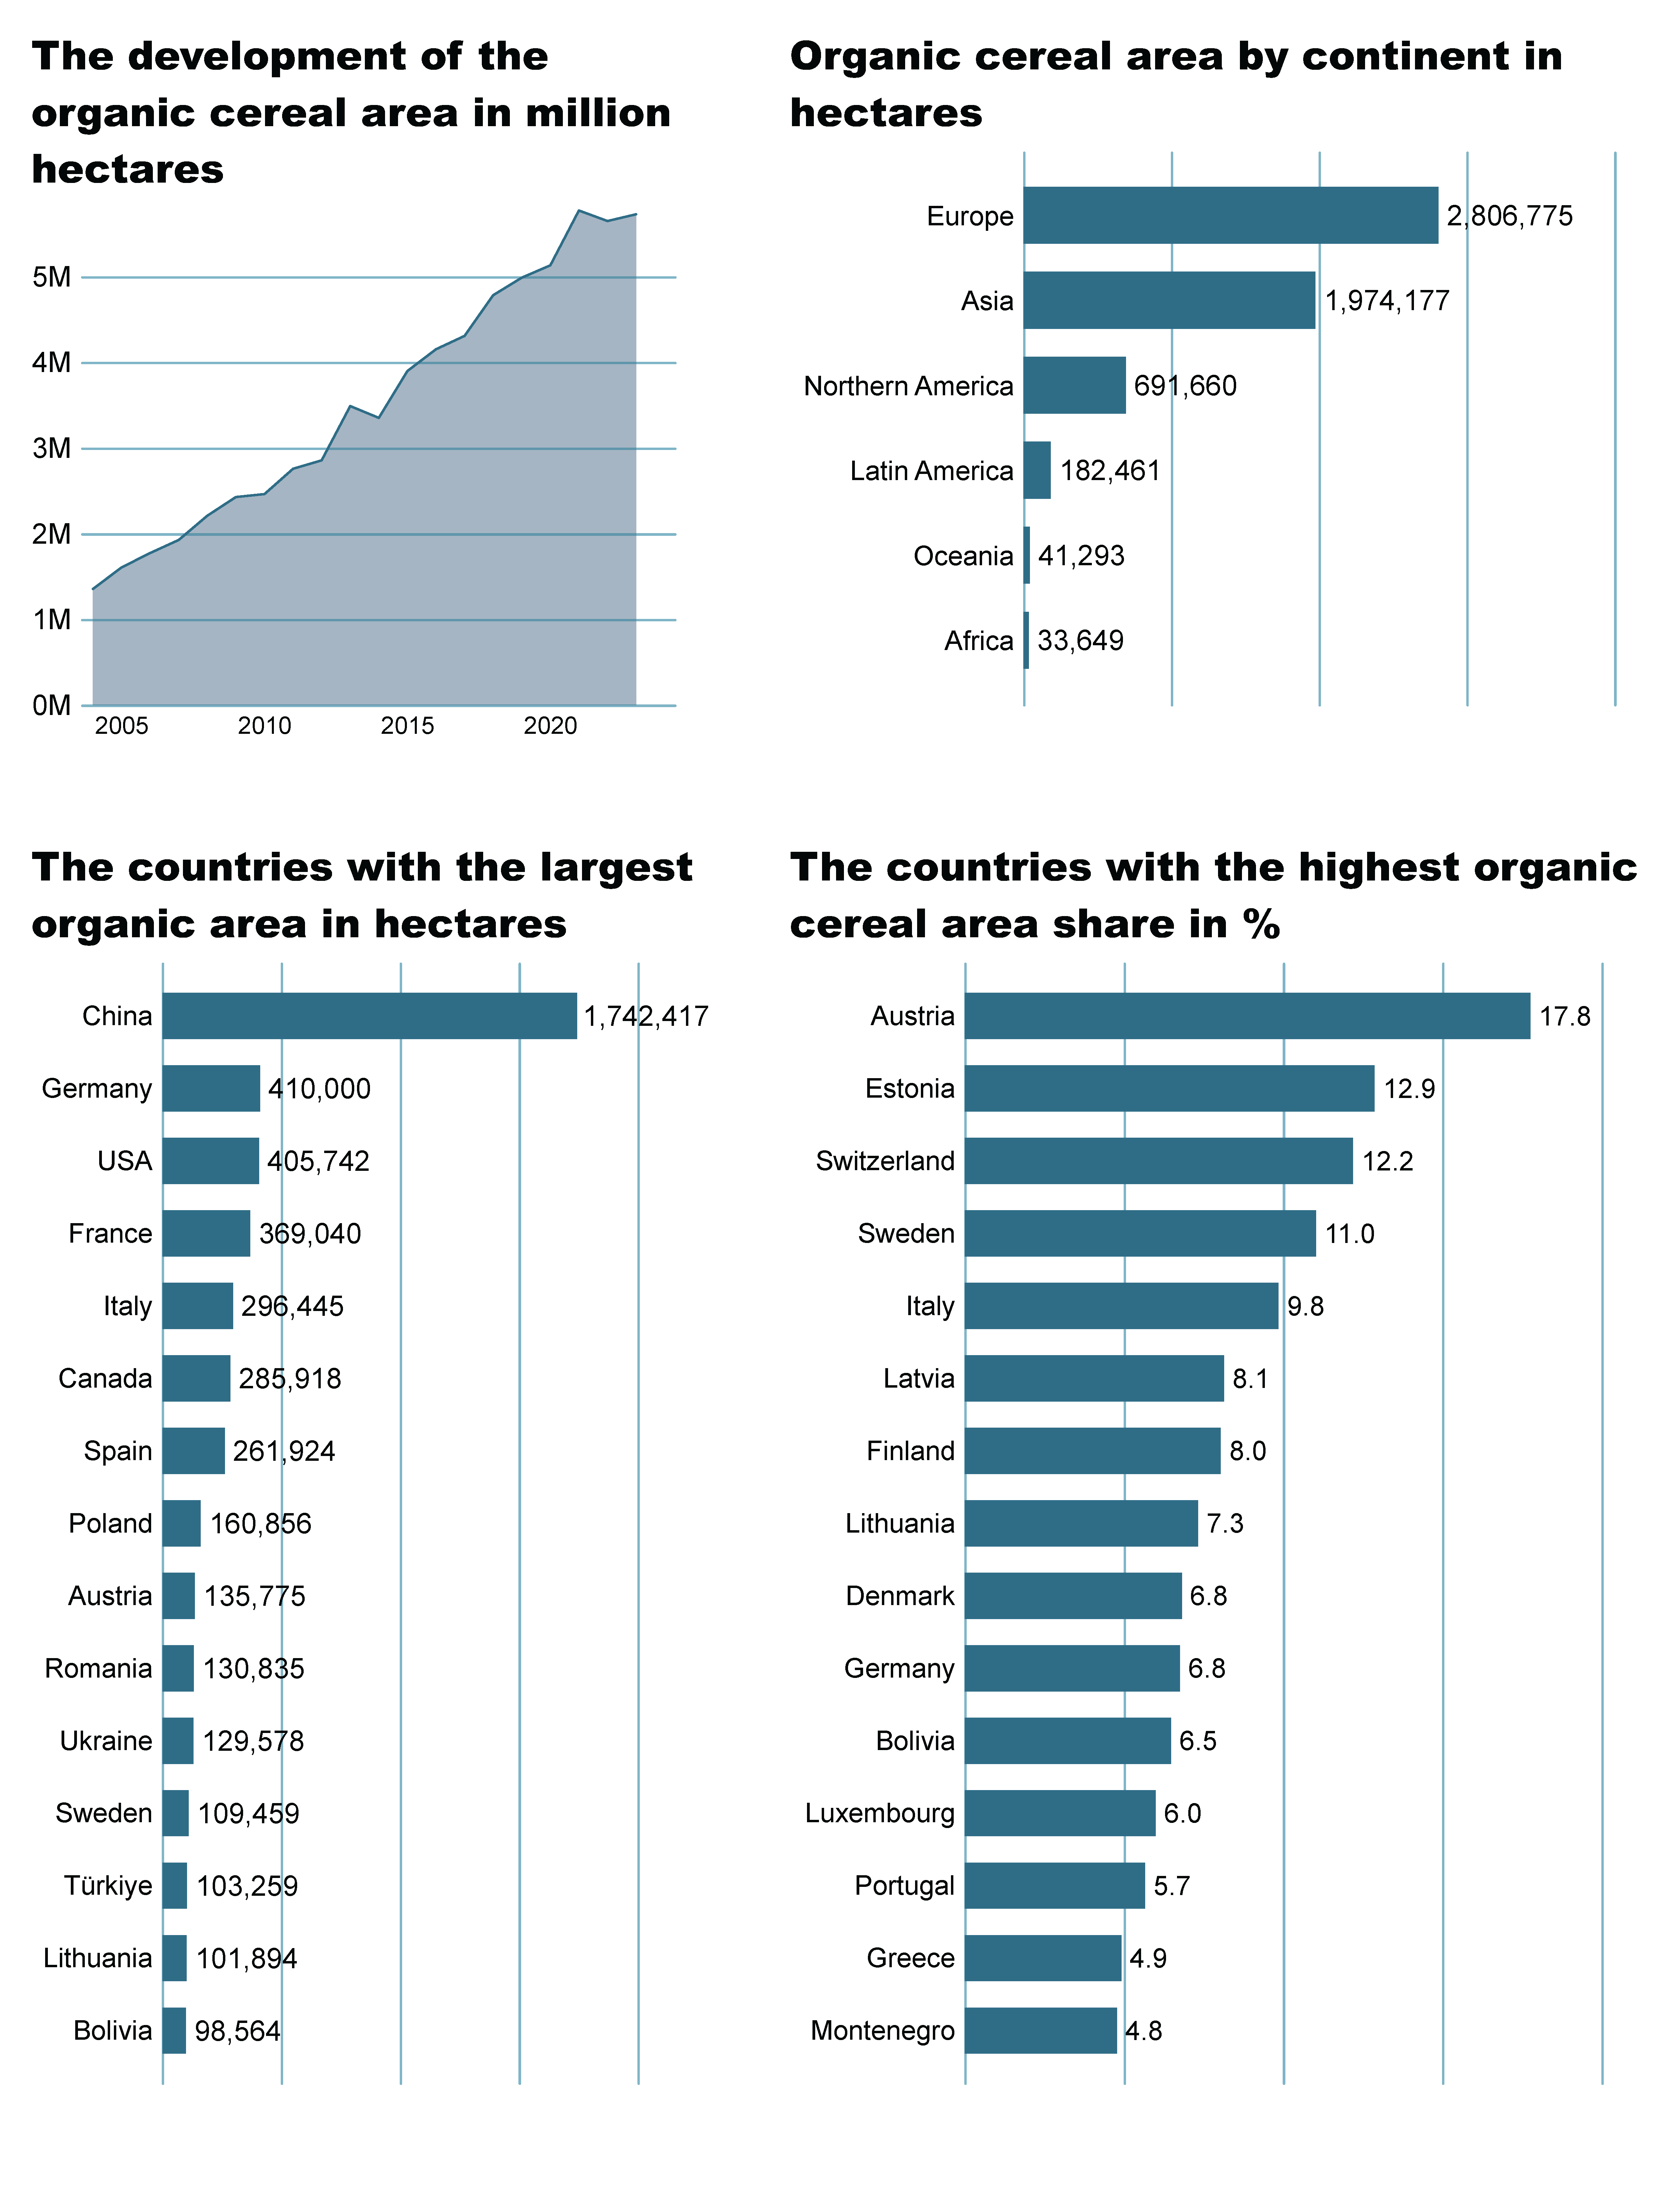 The development of the
organic cereal area in million
hectares
5M
4M
3M
2M
1M
0M
2005 2010 2015 2020
Organic cereal area by continent in
hectares
Europe 2,806,775
Asia 1,974,177
Northern America 691,660
Latin America 182,461
Oceania 41,293
Africa 33,649
The countries with the largest
organic area in hectares
China 1,742,417
Germany 410,000
USA 405,742
France 369,040
Italy 296,445
Canada 285,918
Spain 261,924
Poland 160,856
Austria 135,775
Romania 130,835
Ukraine 129,578
Sweden 109,459
Türkiye 103,259
Lithuania 101,894
Bolivia 98,564
The countries with the highest organic
cereal area share in %
Austria 17.8
Estonia 12.9
Switzerland 12.2
Sweden 11.0
Italy 9.8
Latvia 8.1
Finland 8.0
Lithuania 7.3
Denmark 6.8
Germany 6.8
Bolivia 6.5
Luxembourg 6.0
Portugal 5.7
Greece 4.9
Montenegro 4.8